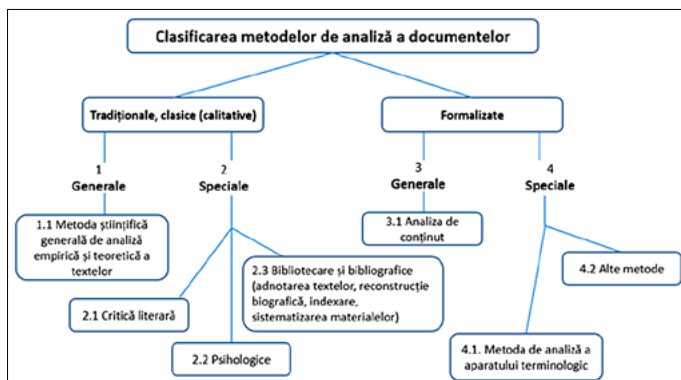 Clasificarea metodelor de analiză a documentelor
Tradiționale, clasice (calitative)
Formalizate
1
Generale
2
Speciale
3
Generale
4
Speciale
1.1 Metoda științifică
generală de analiză
empirică și teoretică a
textelor
3.1 Analiza de
conținut
2.3 Bibliotecare și bibliografice
(adnotarea textelor, reconstrucție
biografică, indexare,
sistematizarea materialelor)
4.2 Alte metode
2.1 Critică literară
2.2 Psihologice
4.1. Metoda de analiză a
aparatului terminologic